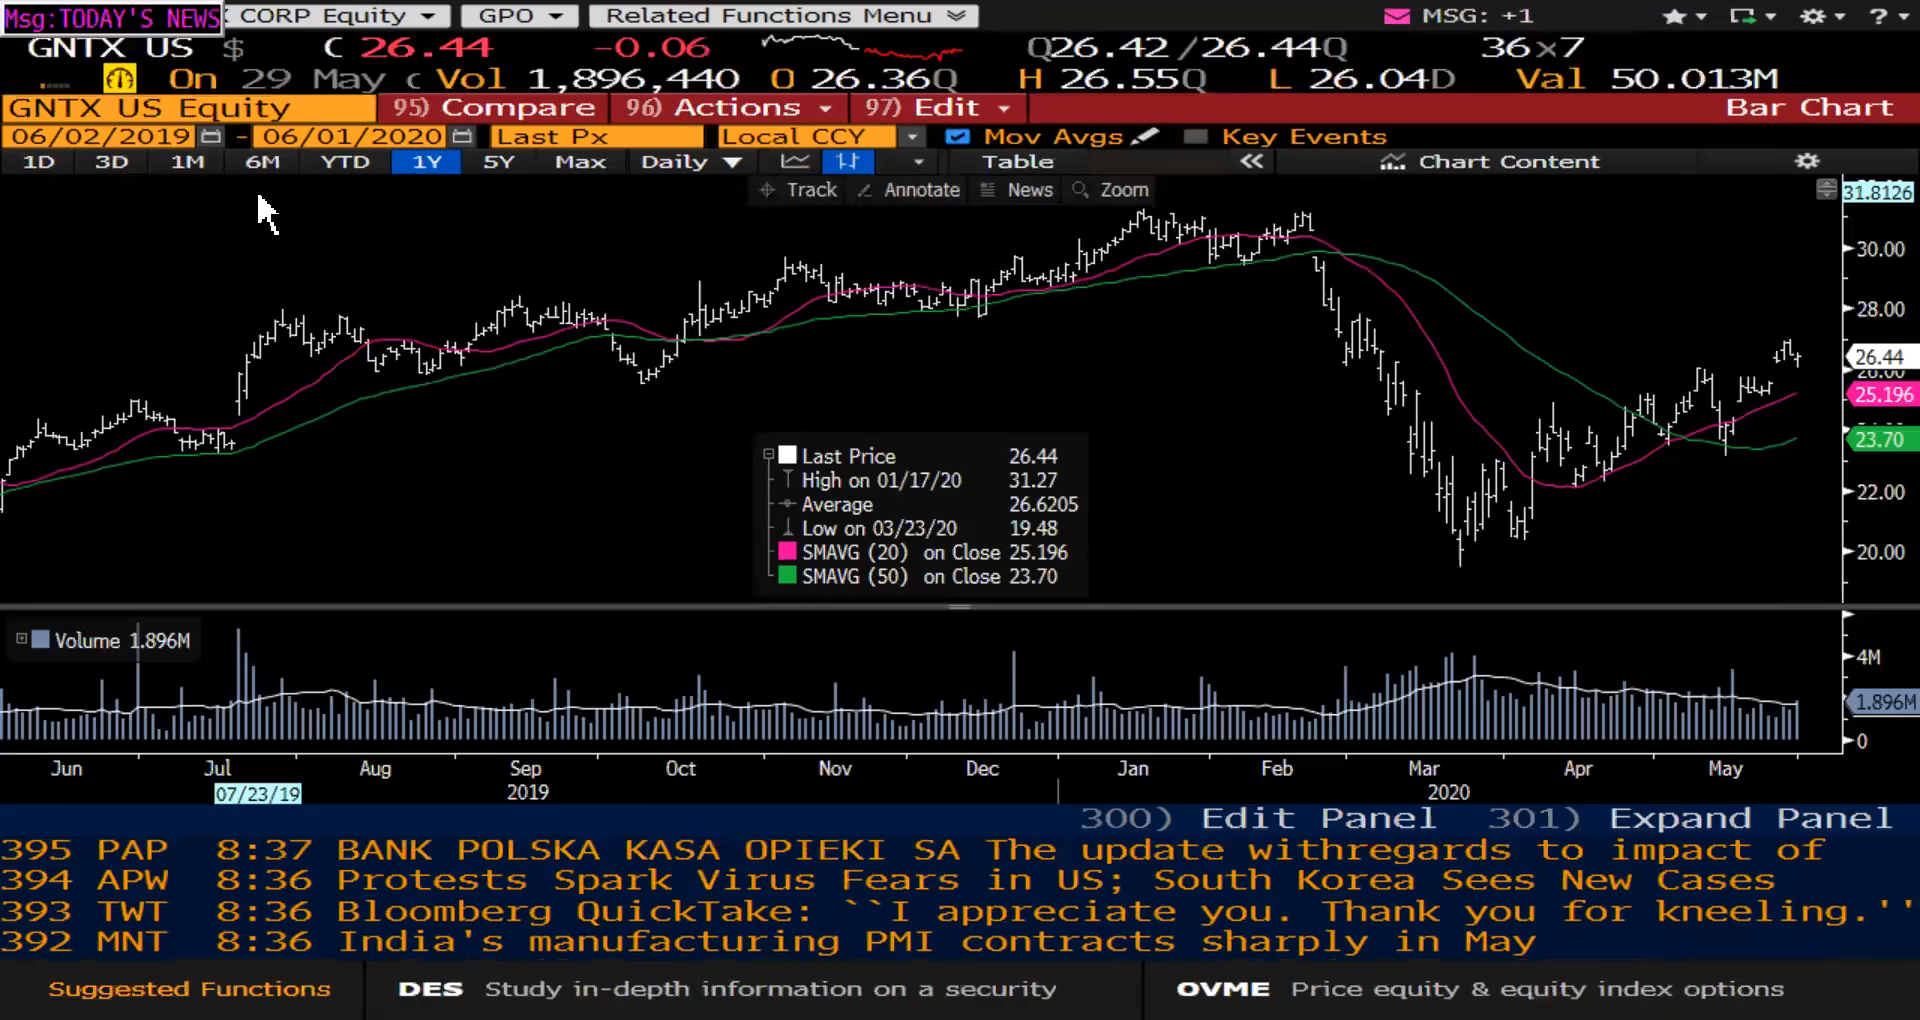 Msg:TODAY'S NEWS CORP Equity GPO Related Functions Menu MSG: +1 ?
GNTX US $ C 26.44 -0.06 Q26.42/26.44Q 36x7
On 29 May Vol 1,896,440 O 26.36Q H 26.55Q L 26.04D Val 50.013M
GNTX US Equity 95) Compare 96) Actions 97) Edit Bar Chart
06/02/2019 - 06/01/2020 Last Px Local CCY Mov Avgs Key Events
1D 3D 1M 6M YTD 1Y 5Y Max Daily Table Chart Content
Track Annotate News Zoom
31.8126
30.00
28.00
26.44
26.00
25.196
23.70
22.00
20.00
Last Price 26.44
High on 01/17/20 31.27
Average 26.6205
Low on 03/23/20 19.48
SMAVG (20) on Close 25.196
SMAVG (50) on Close 23.70
Volume 1.896M
4M
1.896M
0
Jun Jul Aug Sep Oct Nov Dec Jan Feb Mar Apr May
07/23/19 2019 2020
300) Edit Panel 301) Expand Panel
395 PAP 8:37 BANK POLSKA KASA OPIEKI SA The update withregards to impact of
394 APW 8:36 Protests Spark Virus Fears in US; South Korea Sees New Cases
393 TWT 8:36 Bloomberg QuickTake: ``I appreciate you. Thank you for kneeling.''
392 MNT 8:36 India's manufacturing PMI contracts sharply in May
Suggested Functions DES Study in-depth information on a security OVME Price equity & equity index options